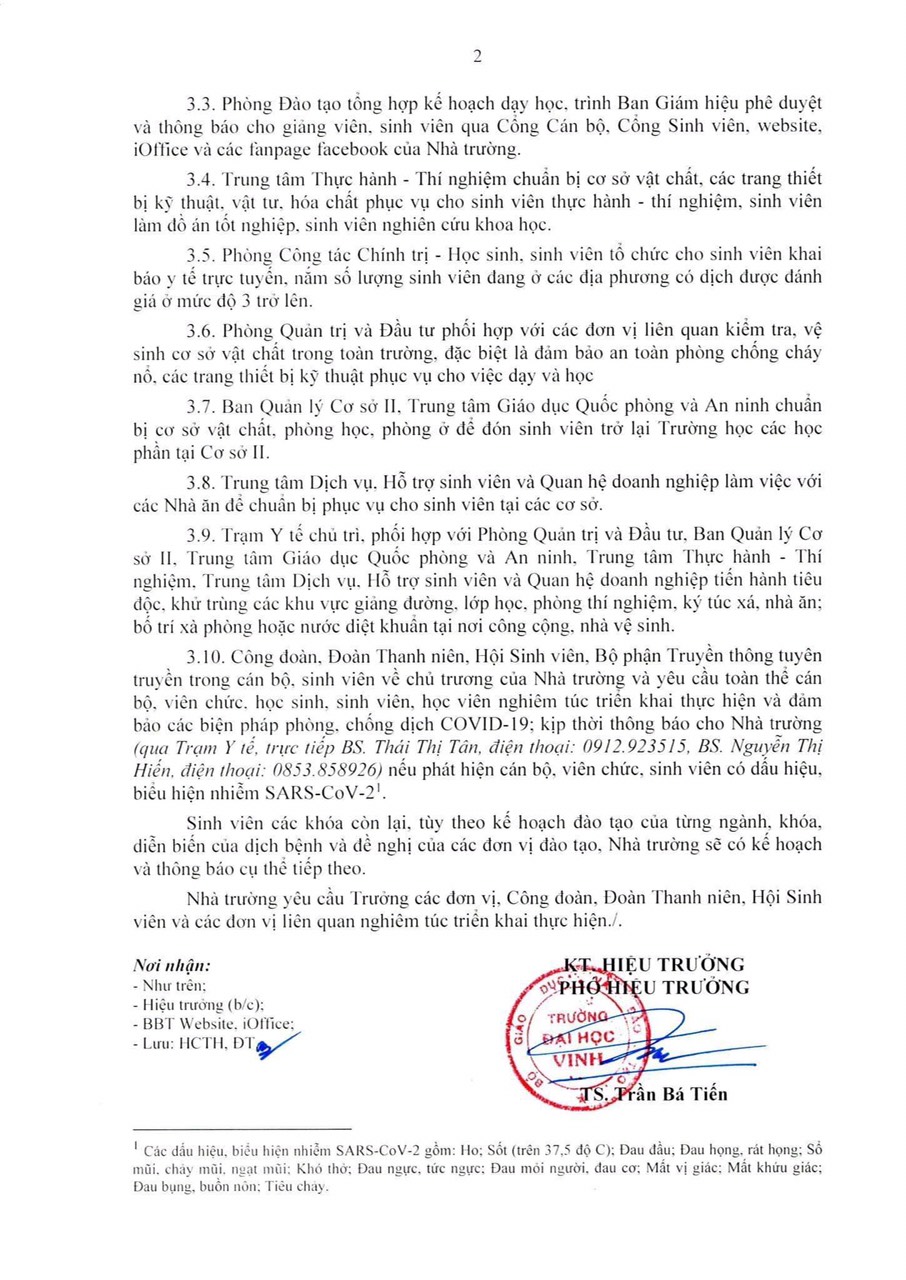 2
3.3. Phòng Đào tạo tổng hợp kế hoạch dạy học, trình Ban Giám hiệu phê duyệt
và thông báo cho giảng viên, sinh viên qua Cổng Cán bộ, Cổng Sinh viên, website,
iOffice và các fanpage facebook của Nhà trường.
3.4. Trung tâm Thực hành - Thí nghiệm chuẩn bị cơ sở vật chất, các trang thiết
bị kỹ thuật, vật tư, hóa chất phục vụ cho sinh viên thực hành - thí nghiệm, sinh viên
làm đồ án tốt nghiệp, sinh viên nghiên cứu khoa học.
3.5. Phòng Công tác Chính trị - Học sinh, sinh viên tổ chức cho sinh viên khai
báo y tế trực tuyến, nắm số lượng sinh viên đang ở các địa phương có dịch được đánh
giá ở mức độ 3 trở lên.
3.6. Phòng Quản trị và Đầu tư phối hợp với các đơn vị liên quan kiểm tra, vệ
sinh cơ sở vật chất trong toàn trường, đặc biệt là đảm bảo an toàn phòng chống cháy
nổ, các trang thiết bị kỹ thuật phục vụ cho việc dạy và học
3.7. Ban Quản lý Cơ sở II, Trung tâm Giáo dục Quốc phòng và An ninh chuẩn
bị cơ sở vật chất, phòng học, phòng ở để đón sinh viên trở lại Trường học các học
phần tại Cơ sở II.
3.8. Trung tâm Dịch vụ, Hỗ trợ sinh viên và Quan hệ doanh nghiệp làm việc với
các Nhà ăn để chuẩn bị phục vụ cho sinh viên tại các cơ sở.
3.9. Trạm Y tế chủ trì, phối hợp với Phòng Quản trị và Đầu tư, Ban Quản lý Cơ
sở II, Trung tâm Giáo dục Quốc phòng và An ninh, Trung tâm Thực hành - Thí
nghiệm, Trung tâm Dịch vụ, Hỗ trợ sinh viên và Quan hệ doanh nghiệp tiến hành tiêu
độc, khử trùng các khu vực giảng đường, lớp học, phòng thí nghiệm, ký túc xá, nhà ăn;
bố trí xà phòng hoặc nước diệt khuẩn tại nơi công cộng, nhà vệ sinh.
3.10. Công đoàn, Đoàn Thanh niên, Hội Sinh viên, Bộ phận Truyền thông tuyên
truyền trong cán bộ, sinh viên về chủ trương của Nhà trường và yêu cầu toàn thể cán
bộ, viên chức, học sinh, sinh viên, học viên nghiêm túc triển khai thực hiện và đảm
bảo các biện pháp phòng, chống dịch COVID-19; kịp thời thông báo cho Nhà trường
(qua Trạm Y tế, trực tiếp BS. Thái Thị Tân, điện thoại: 0912.923515, BS. Nguyễn Thị
Hiến, điện thoại: 0853.858926) nếu phát hiện cán bộ, viên chức, sinh viên có dấu hiệu,
biểu hiện nhiễm SARS-CoV-2¹.
Sinh viên các khóa còn lại, tùy theo kế hoạch đào tạo của từng ngành, khóa,
diễn biến của dịch bệnh và đề nghị của các đơn vị đào tạo, Nhà trường sẽ có kế hoạch
và thông báo cụ thể tiếp theo.
Nhà trường yêu cầu Trưởng các đơn vị, Công đoàn, Đoàn Thanh niên, Hội Sinh
viên và các đơn vị liên quan nghiêm túc triển khai thực hiện./.
Nơi nhận:
- Như trên;
- Hiệu trưởng (b/c);
- BBT Website, iOffice;
- Lưu: HCTH, ĐT
KT. HIỆU TRƯỞNG
PHÓ HIỆU TRƯỞNG
BỘ GIÁO DỤC VÀ ĐÀO TẠO
TRƯỜNG
ĐẠI HỌC
VINH
TS. Trần Bá Tiến
¹ Các dấu hiệu, biểu hiện nhiễm SARS-CoV-2 gồm: Ho; Sốt (trên 37,5 độ C); Đau đầu; Đau họng, rát họng; Sổ
mũi, chảy mũi, ngạt mũi; Khó thở; Đau ngực, tức ngực; Đau mỏi người, đau cơ; Mất vị giác; Mất khứu giác;
Đau bụng, buồn nôn; Tiêu chảy.